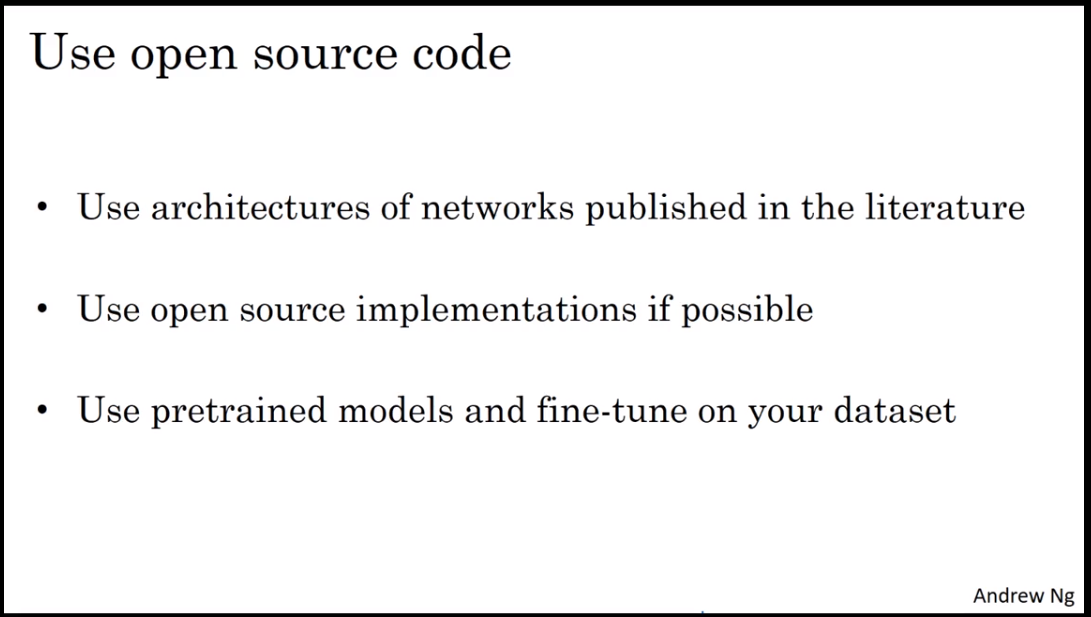 Use open source code
• Use architectures of networks published in the literature
• Use open source implementations if possible
• Use pretrained models and fine-tune on your dataset
Andrew Ng